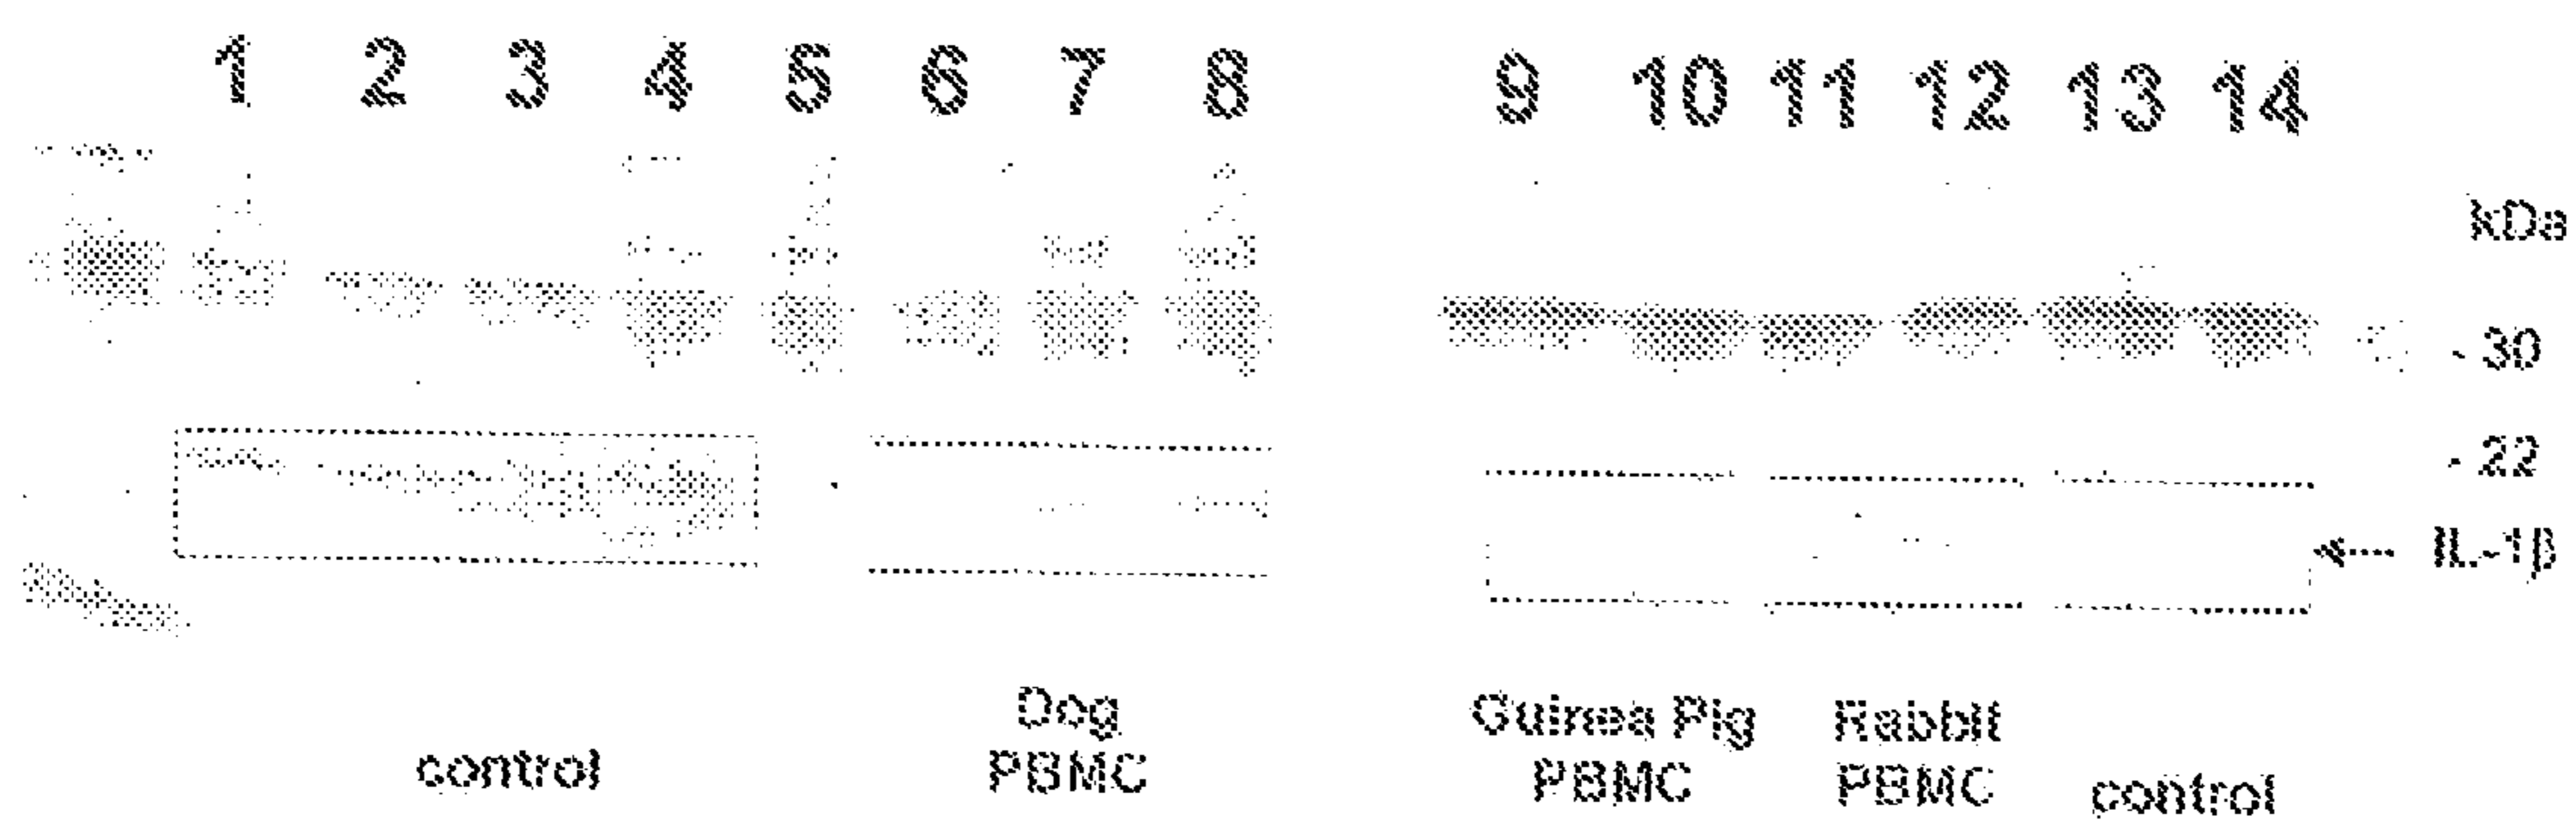 1 2 3 4 5 6 7 8 9 10 11 12 13 14
kDa
- 30
- 22
IL-1β
Dog
PBMC
Guinea Pig
PBMC
Rabbit
PBMC
control
control